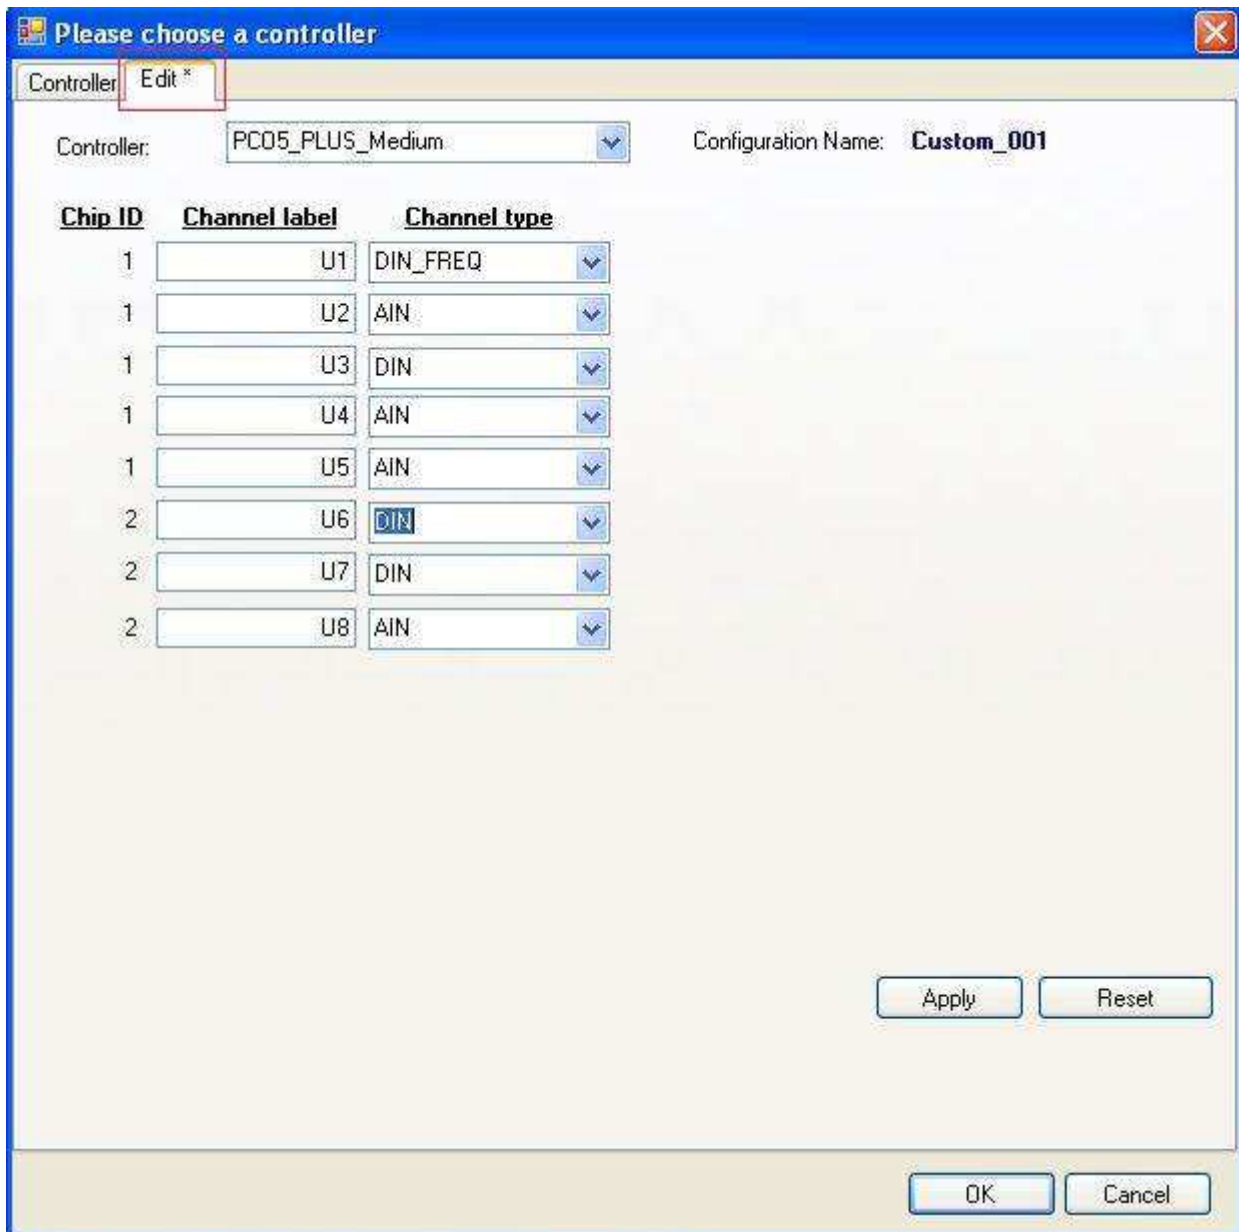 Please choose a controller
Controller Edit *
Controller: PCO5_PLUS_Medium Configuration Name: Custom_001
Chip ID Channel label Channel type
1 U1 DIN_FREQ
1 U2 AIN
1 U3 DIN
1 U4 AIN
1 U5 AIN
2 U6 DIN
2 U7 DIN
2 U8 AIN
Apply Reset
OK Cancel